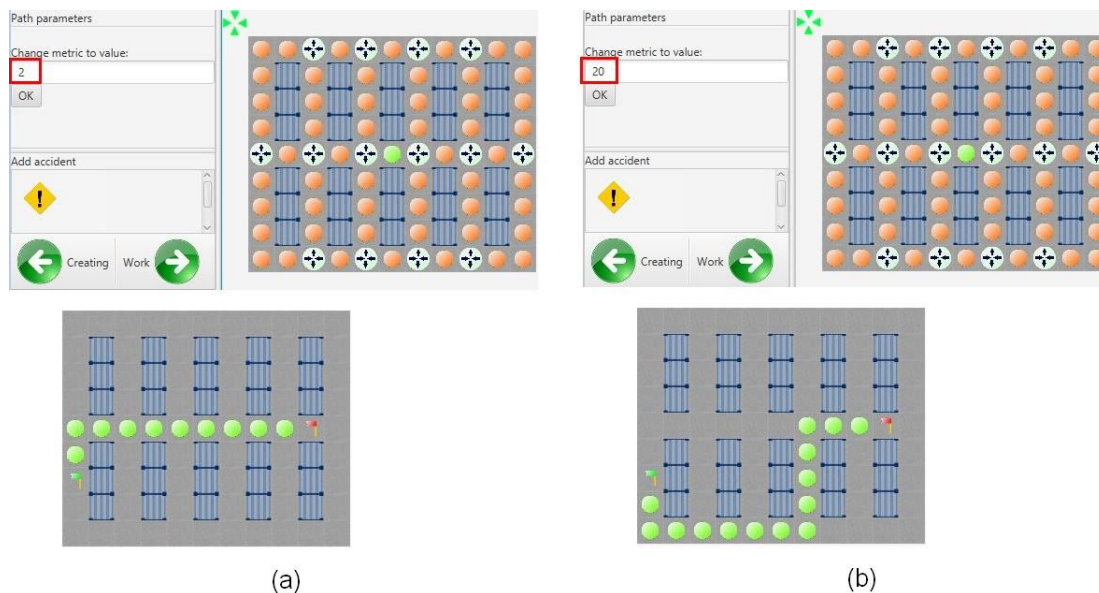 Path parameters
Change metric to value:
2
OK
Add accident
!
Creating
Work
Path parameters
Change metric to value:
20
OK
Add accident
!
Creating
Work
(a)
(b)